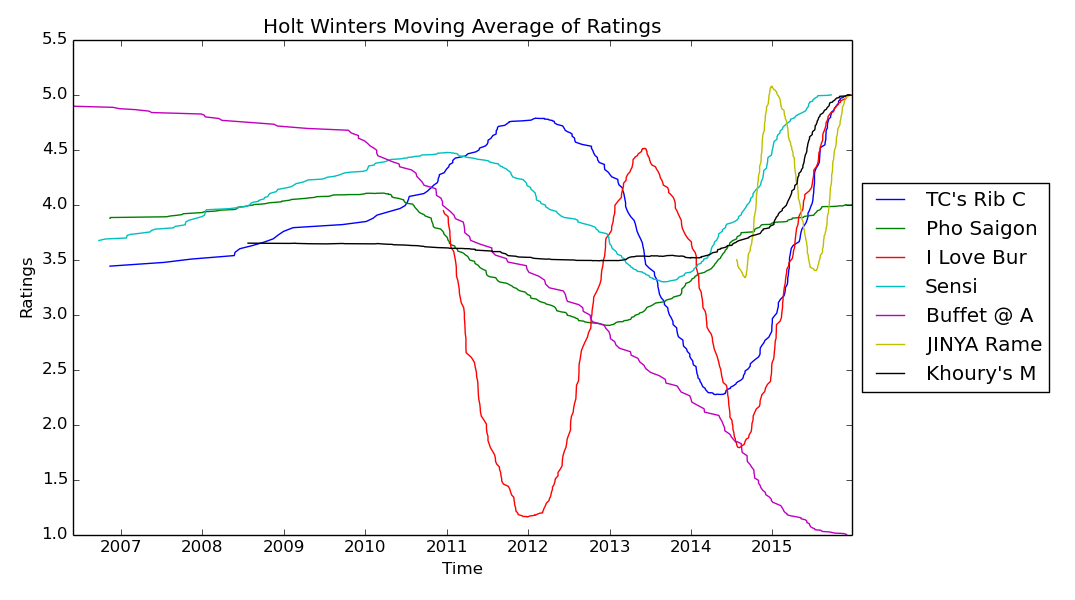 Holt Winters Moving Average of Ratings
5.5
5.0
4.5
4.0
3.5
3.0
2.5
2.0
1.5
1.0
Ratings
2007 2008 2009 2010 2011 2012 2013 2014 2015
Time
TC's Rib C
Pho Saigon
I Love Bur
Sensi
Buffet @ A
JINYA Rame
Khoury's M